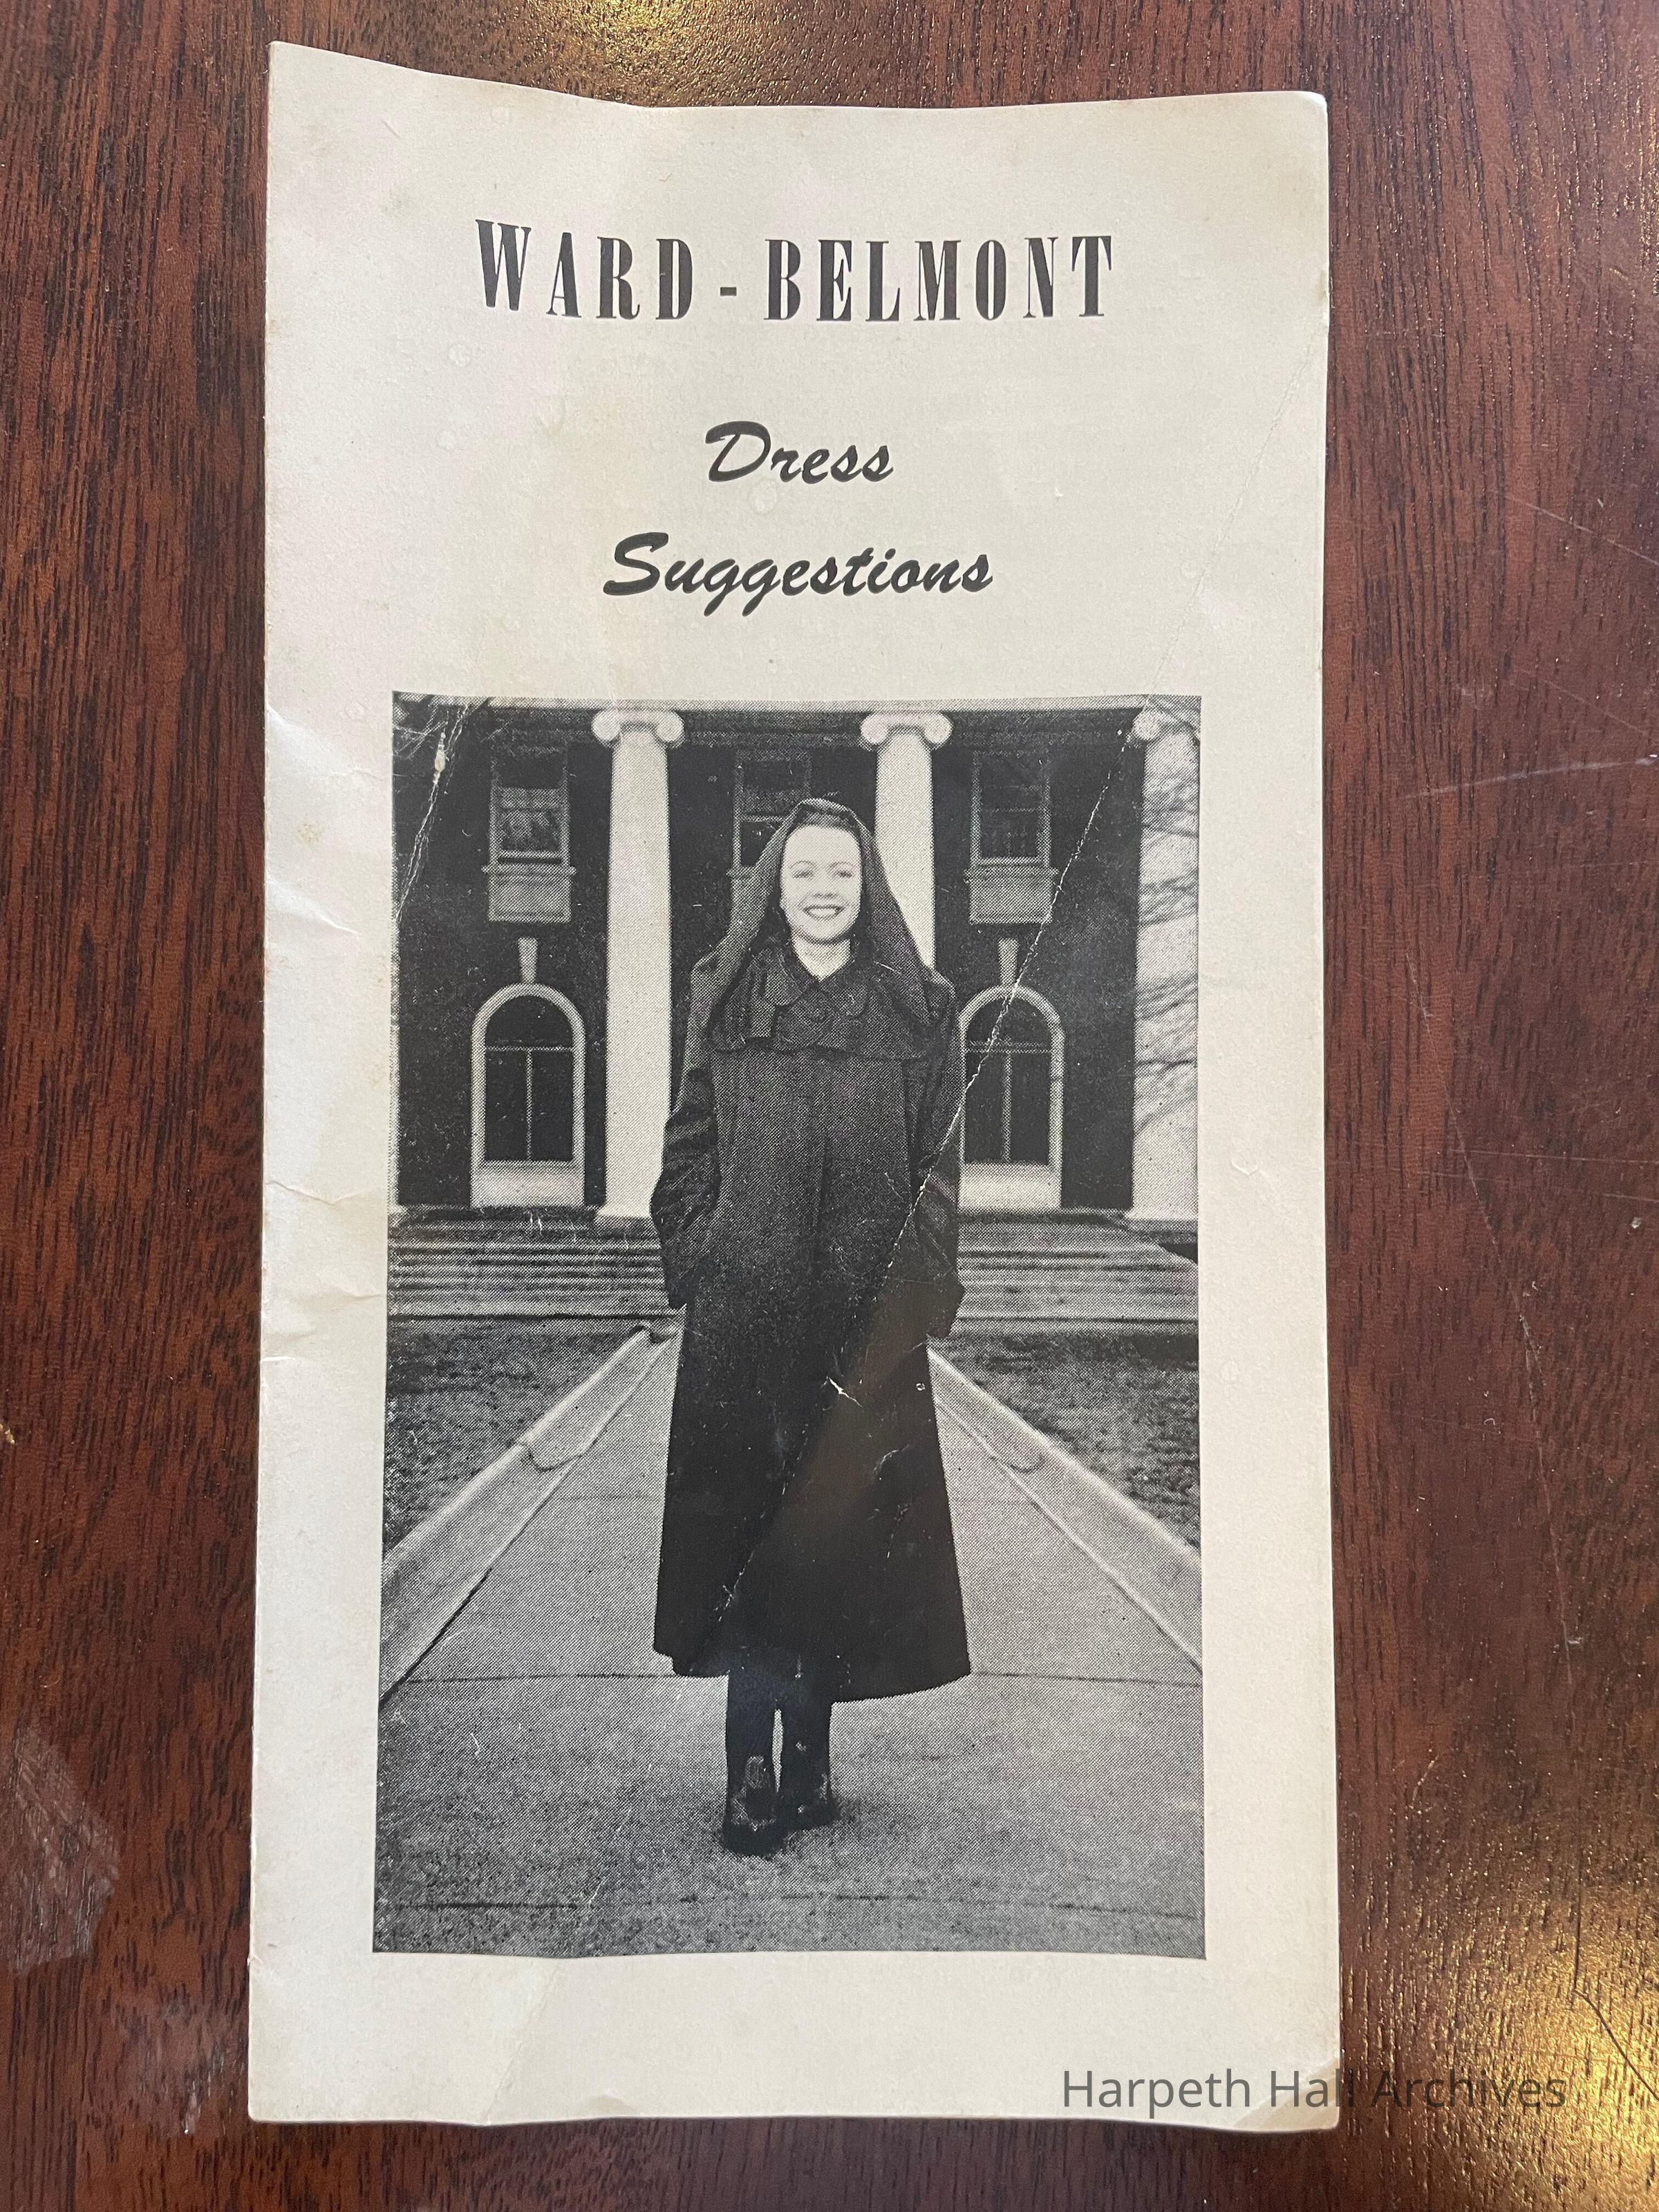 WARD-BELMONT
Dress
Suggestions
Harpeth Hall Archives